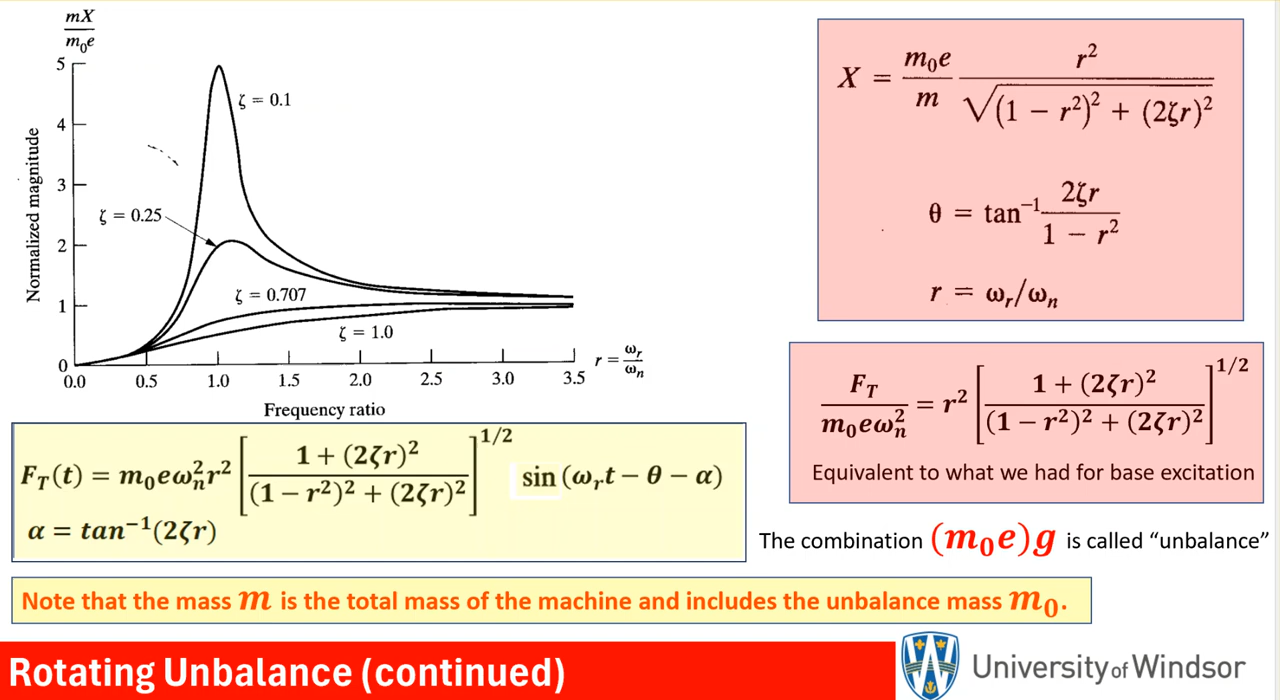 mX/m₀e
5
4
3
2
1
0
Normalized magnitude
ζ = 0.1
ζ = 0.25
ζ = 0.707
ζ = 1.0
0.0 0.5 1.0 1.5 2.0 2.5 3.0 3.5
r = ωᵣ/ωₙ
Frequency ratio
X = m₀e/m r²/√((1 − r²)² + (2ζr)²)
θ = tan⁻¹ 2ζr/(1 − r²)
r = ωᵣ/ωₙ
F_T/(m₀eωₙ²) = r² [(1 + (2ζr)²)/((1 − r²)² + (2ζr)²)]^1/2
Equivalent to what we had for base excitation
F_T(t) = m₀eωₙ²r² [(1 + (2ζr)²)/((1 − r²)² + (2ζr)²)]^1/2 sin (ωᵣt − θ − α)
α = tan⁻¹(2ζr)
The combination (m₀e)g is called “unbalance”
Note that the mass m is the total mass of the machine and includes the unbalance mass m₀.
Rotating Unbalance (continued)
University of Windsor